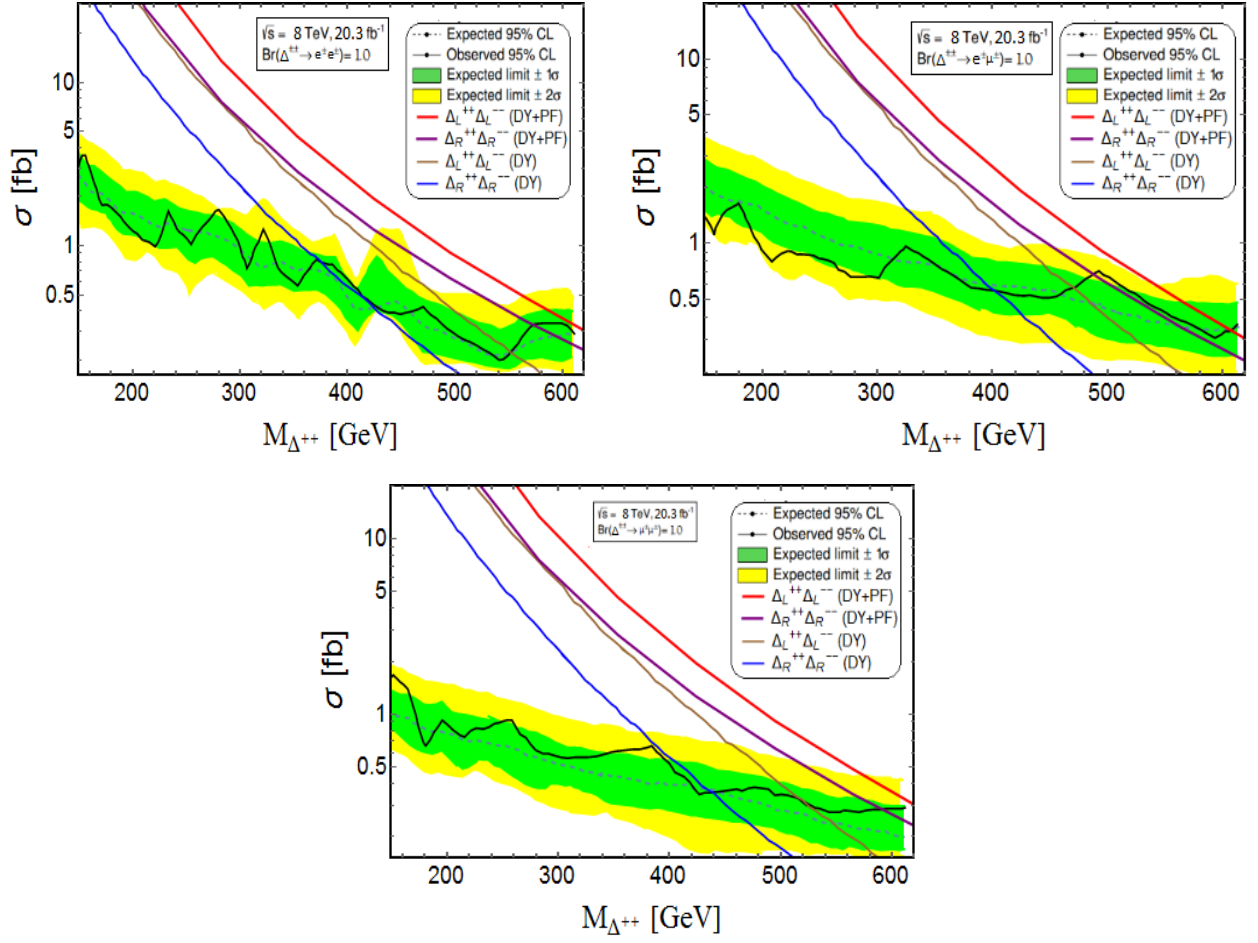 √s = 8 TeV, 20.3 fb⁻¹
Br(Δ^±± → e^± e^±) = 1.0
Expected 95% CL
Observed 95% CL
Expected limit ± 1σ
Expected limit ± 2σ
Δ_L^++ Δ_L^-- (DY+PF)
Δ_R^++ Δ_R^-- (DY+PF)
Δ_L^++ Δ_L^-- (DY)
Δ_R^++ Δ_R^-- (DY)
10
5
1
0.5
σ [fb]
200 300 400 500 600
M_Δ^++ [GeV]
√s = 8 TeV, 20.3 fb⁻¹
Br(Δ^±± → e^± μ^±) = 1.0
Expected 95% CL
Observed 95% CL
Expected limit ± 1σ
Expected limit ± 2σ
Δ_L^++ Δ_L^-- (DY+PF)
Δ_R^++ Δ_R^-- (DY+PF)
Δ_L^++ Δ_L^-- (DY)
Δ_R^++ Δ_R^-- (DY)
10
5
1
0.5
σ [fb]
200 300 400 500 600
M_Δ^++ [GeV]
√s = 8 TeV, 20.3 fb⁻¹
Br(Δ^±± → μ^± μ^±) = 1.0
Expected 95% CL
Observed 95% CL
Expected limit ± 1σ
Expected limit ± 2σ
Δ_L^++ Δ_L^-- (DY+PF)
Δ_R^++ Δ_R^-- (DY+PF)
Δ_L^++ Δ_L^-- (DY)
Δ_R^++ Δ_R^-- (DY)
10
5
1
0.5
σ [fb]
200 300 400 500 600
M_Δ^++ [GeV]